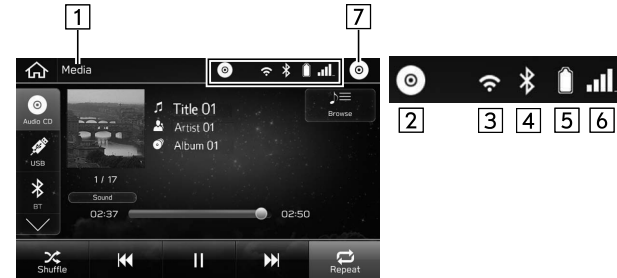 1
7
Media
Audio CD
Title 01
Artist 01
Album 01
Browse
USB
1 / 17
Sound
BT
02:37
02:50
Shuffle
Repeat
2
3
4
5
6